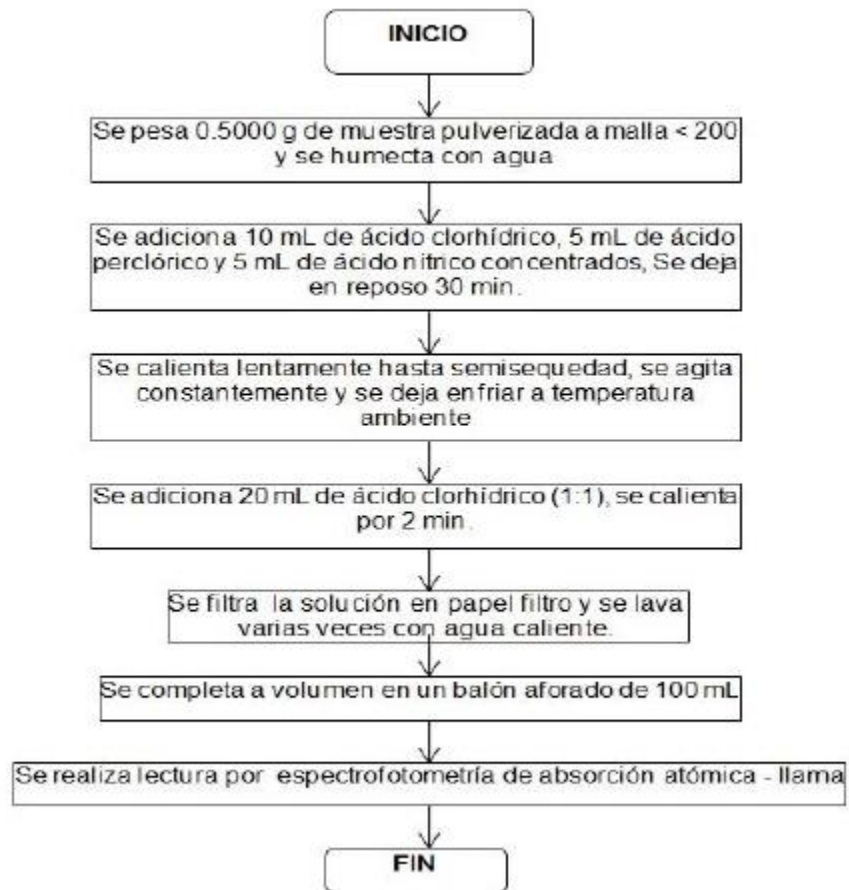 INICIO
Se pesa 0.5000 g de muestra pulverizada a malla < 200
y se humecta con agua
Se adiciona 10 mL de ácido clorhídrico, 5 mL de ácido
perclórico y 5 mL de ácido nítrico concentrados, Se deja
en reposo 30 min.
Se calienta lentamente hasta semisequedad, se agita
constantemente y se deja enfriar a temperatura
ambiente
Se adiciona 20 mL de ácido clorhídrico (1:1), se calienta
por 2 min.
Se filtra la solución en papel filtro y se lava
varias veces con agua caliente.
Se completa a volumen en un balón aforado de 100 mL
Se realiza lectura por espectrofotometría de absorción atómica - llama
FIN